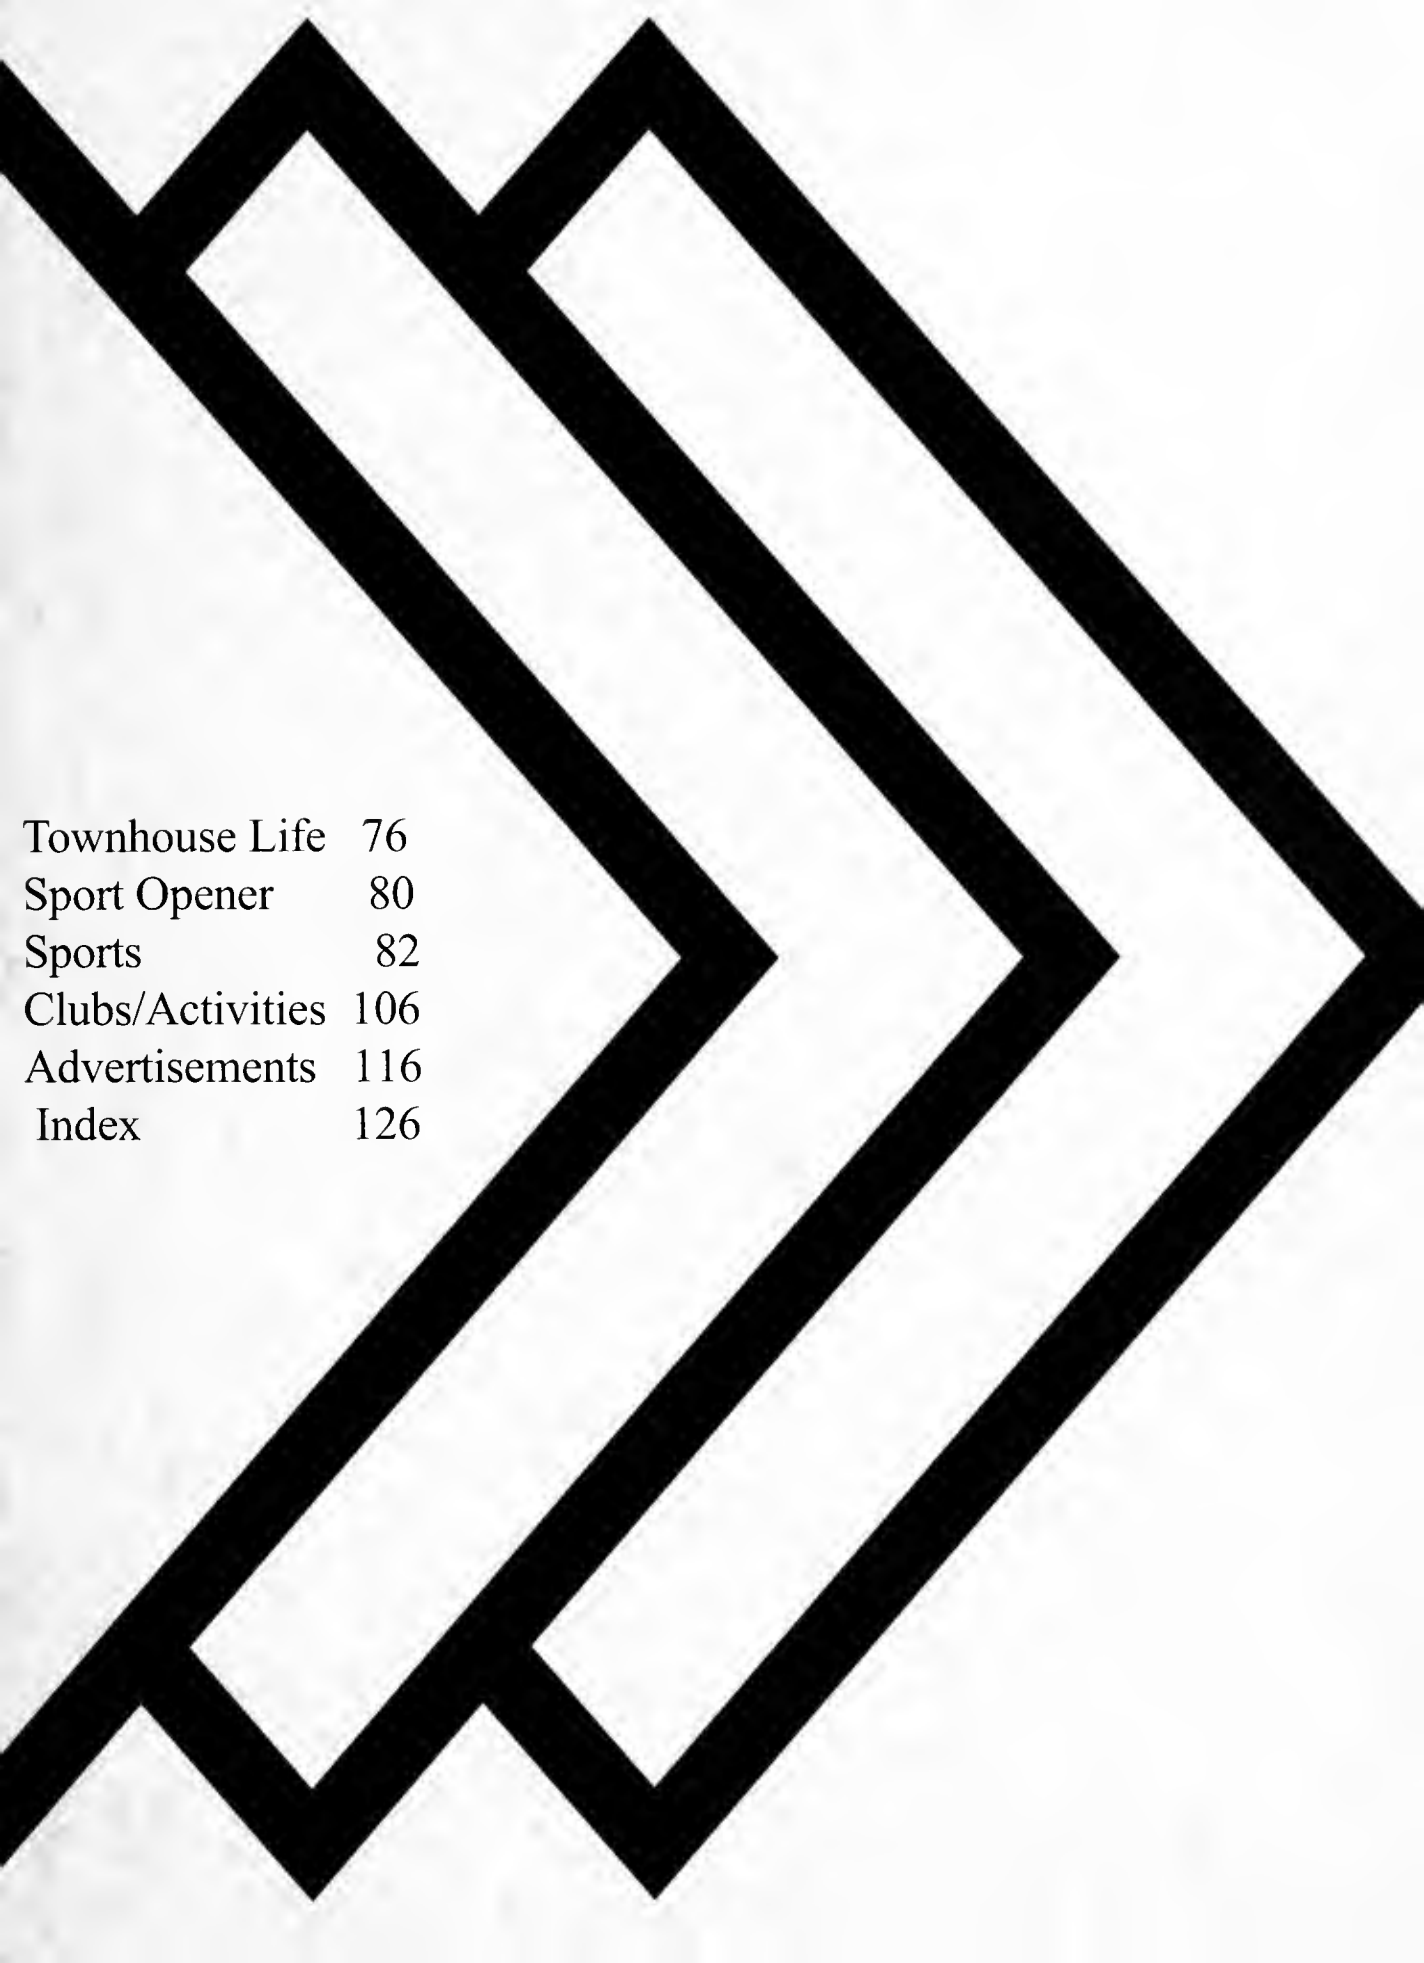 Townhouse Life 76
Sport Opener 80
Sports 82
Clubs/Activities 106
Advertisements 116
Index 126